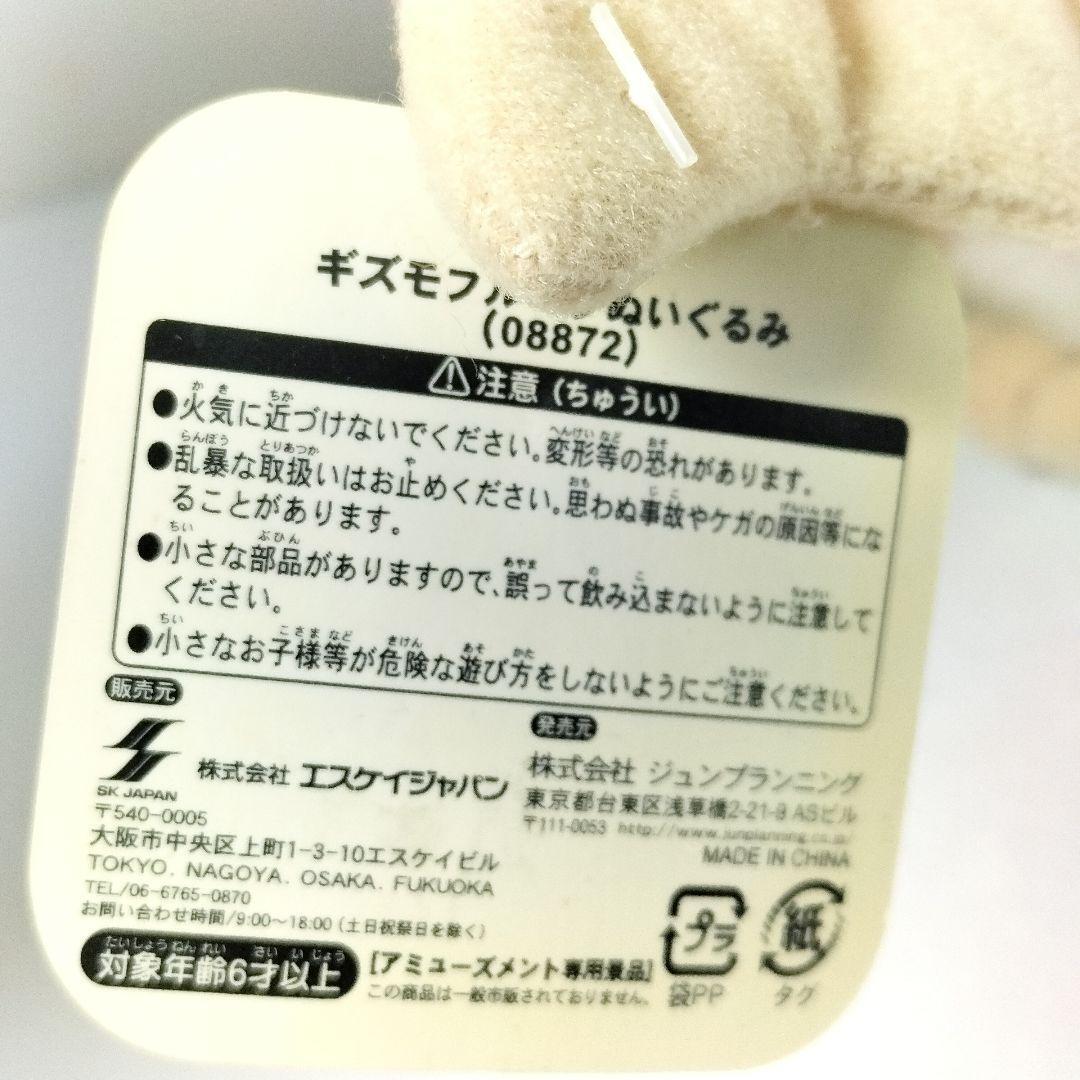 ギズモフル ぬいぐるみ
(08872)
注意 (ちゅうい)
●火気に近づけないでください。変形等の恐れがあります。
●乱暴な取扱いはお止めください。思わぬ事故やケガの原因等にな
ることがあります。
●小さな部品がありますので、誤って飲み込まないように注意して
ください。
●小さなお子様等が危険な遊び方をしないようにご注意ください。
販売元
SK JAPAN
株式会社 エスケイジャパン
〒540-0005
大阪市中央区上町1-3-10エスケイビル
TOKYO. NAGOYA. OSAKA. FUKUOKA
TEL/06-6765-0870
お問い合わせ時間/9:00〜18:00 (土日祝祭日を除く)
発売元
株式会社 ジュンプランニング
東京都台東区浅草橋2-21-9 ASビル
〒111-0053 http://www.junplanning.co.jp/
MADE IN CHINA
対象年齢6才以上
[アミューズメント専用景品]
この商品は一般市販されておりません。
プラ
袋PP
紙
タグ